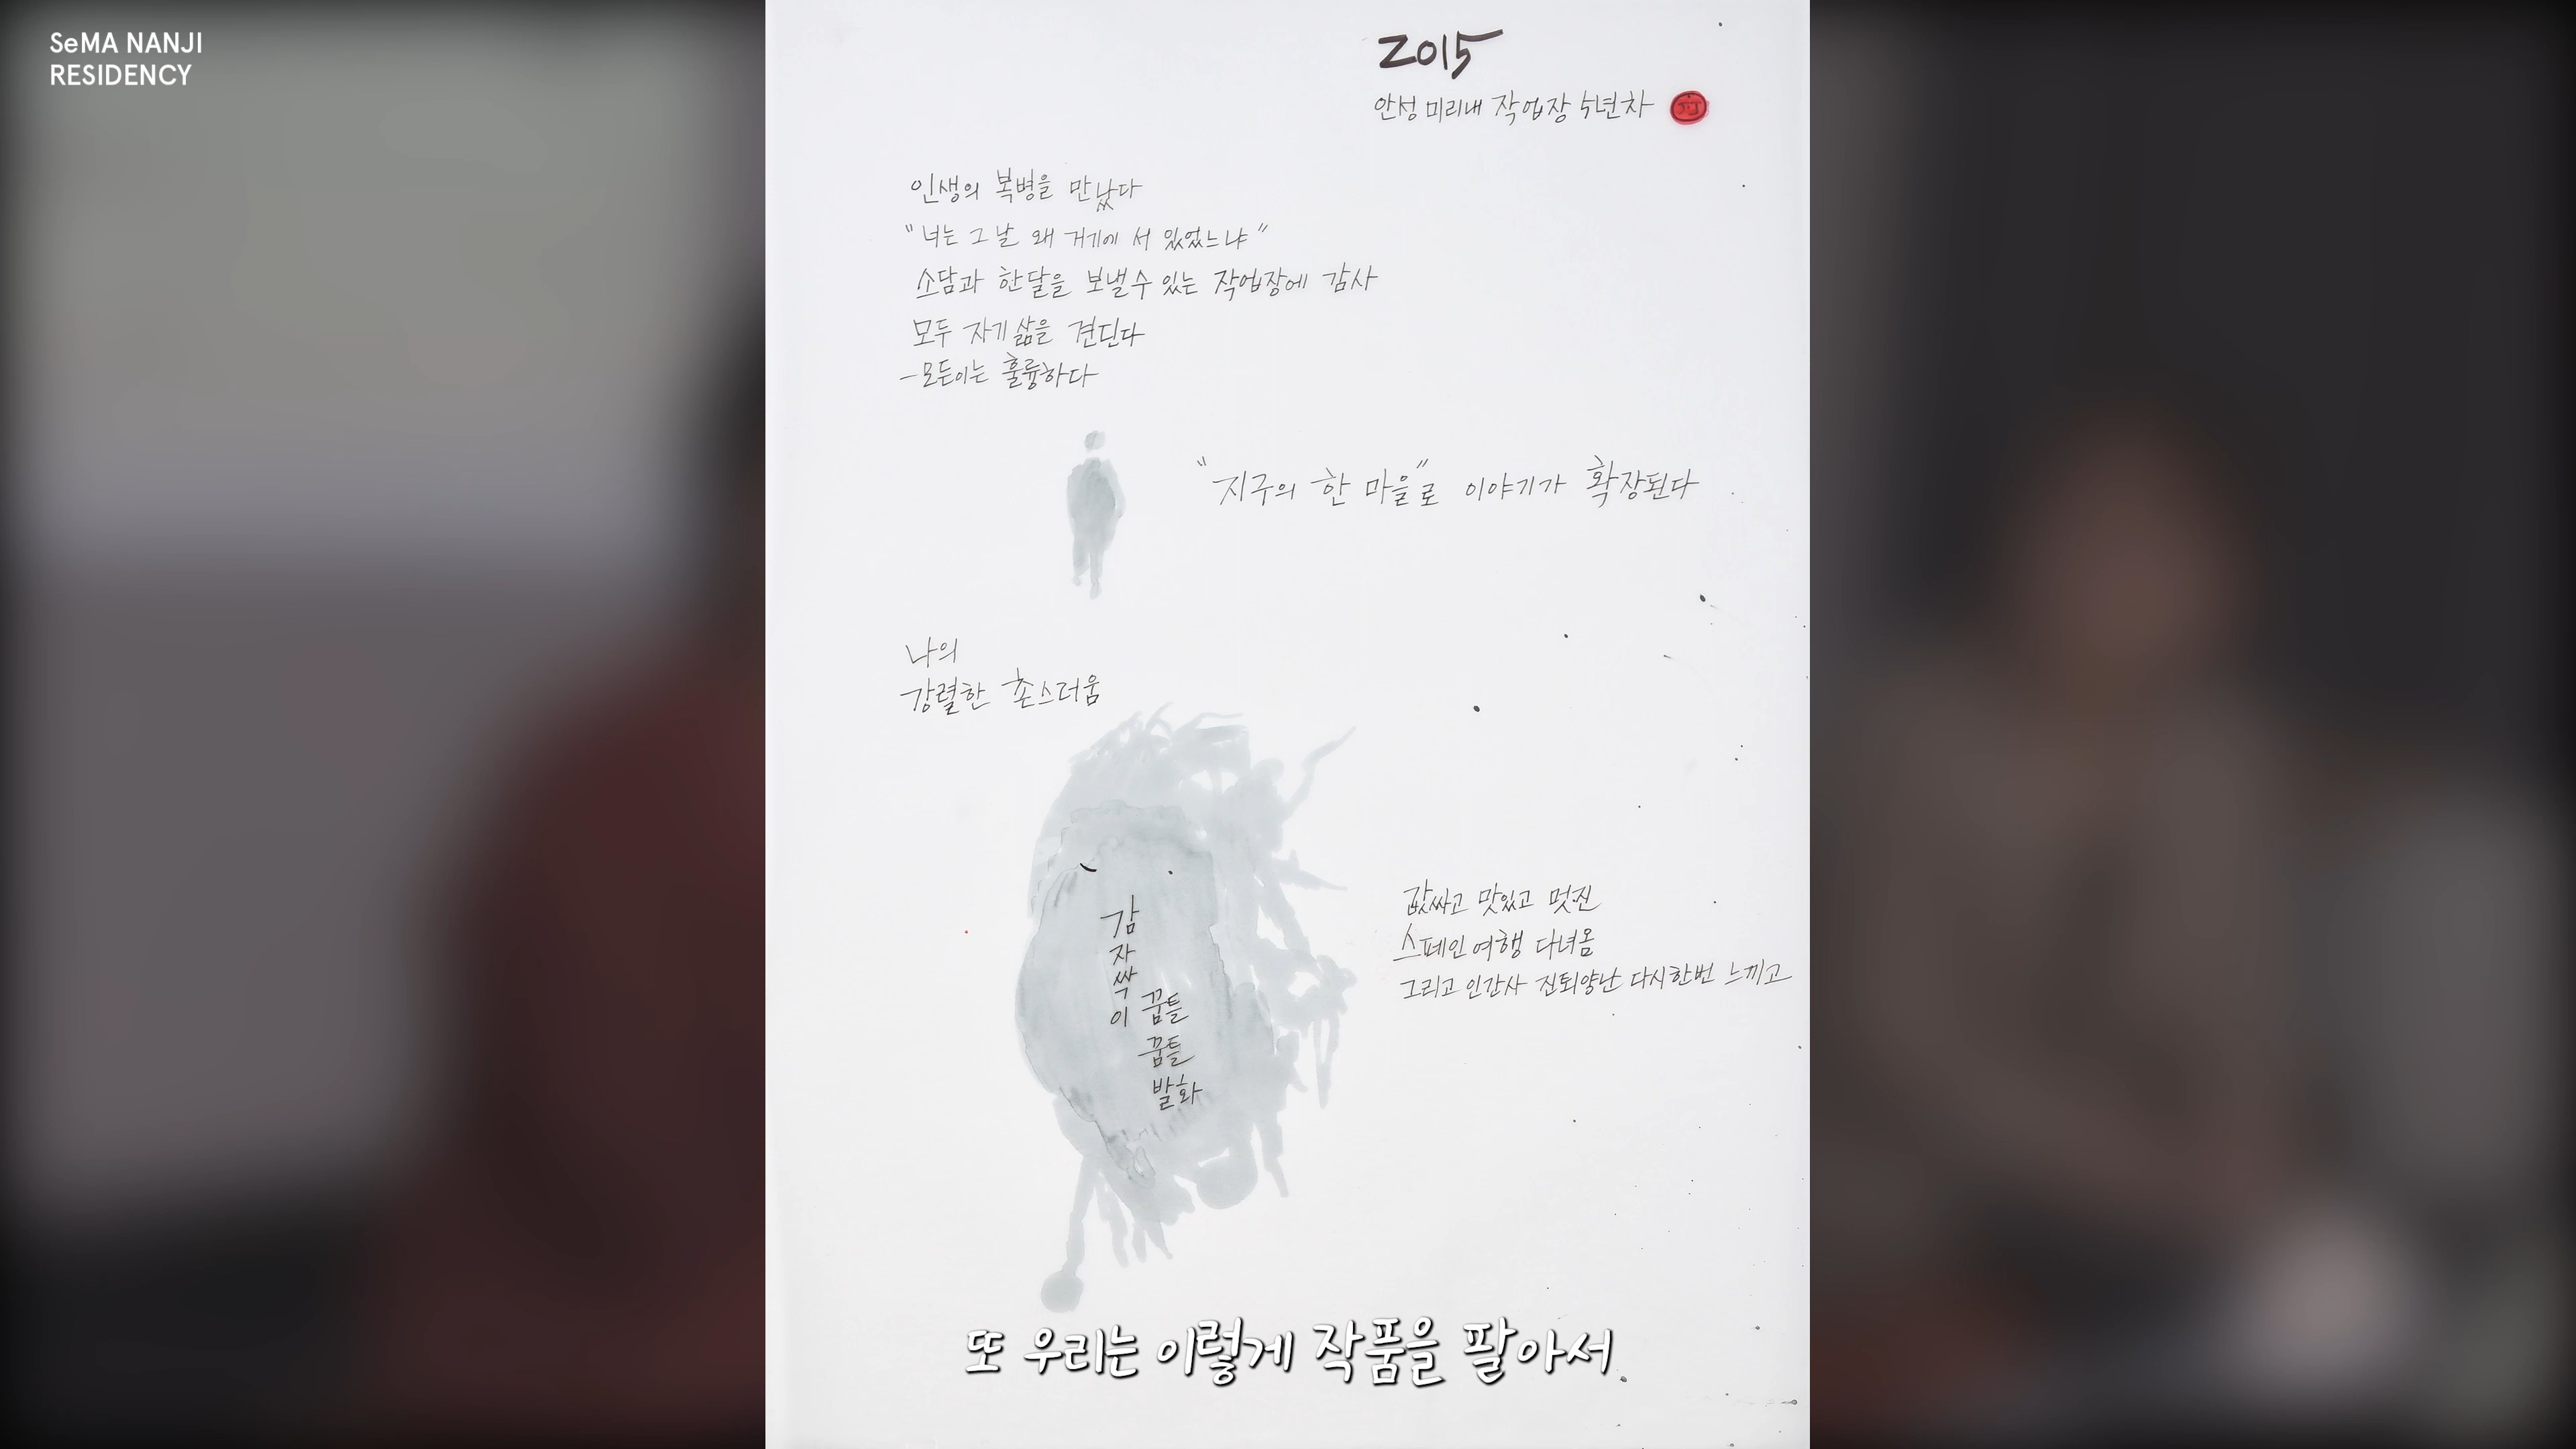 SeMA NANJI
RESIDENCY
2015
안성 미리내 작업장 5년차
인생의 복병을 만났다
"너는 그날 왜 거기에 서 있었느냐"
소담과 한달을 보낼수 있는 작업장에 감사
모두 자기 삶을 견딘다
-모든이는 훌륭하다
"지구의 한 마을"로 이야기가 확장된다
나의
강렬한 촌스러움
감자싹이
꿈틀
꿈틀
발화
값싸고 맛있고 멋진
스페인 여행 다녀옴
그리고 인간사 진퇴양난 다시한번 느끼고
또 우리는 이렇게 작품을 팔아서